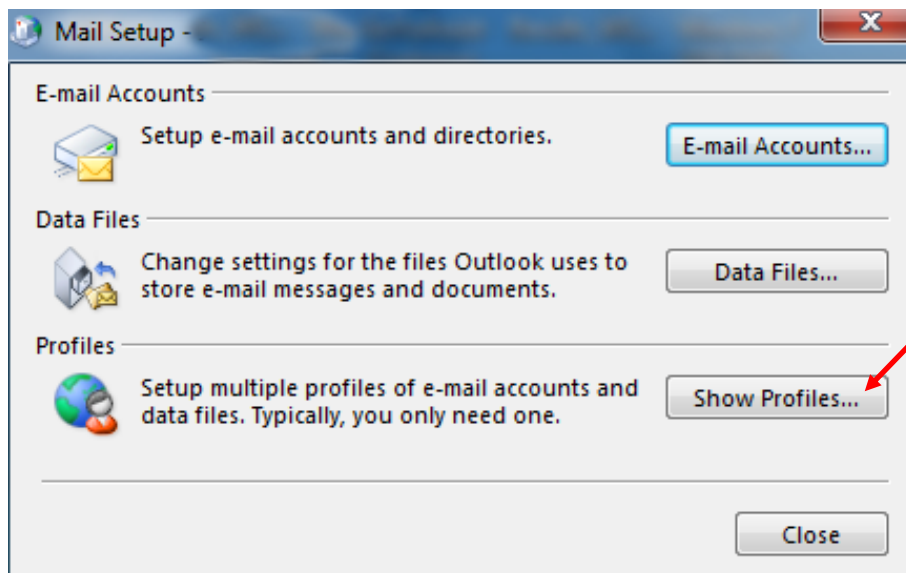 Mail Setup -
E-mail Accounts
Setup e-mail accounts and directories.
E-mail Accounts...
Data Files
Change settings for the files Outlook uses to
store e-mail messages and documents.
Data Files...
Profiles
Setup multiple profiles of e-mail accounts and
data files. Typically, you only need one.
Show Profiles...
Close